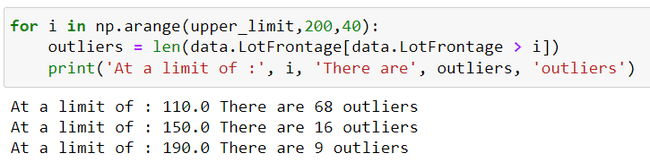 for i in np.arange(upper_limit,200,40):
    outliers = len(data.LotFrontage[data.LotFrontage > i])
    print('At a limit of :', i, 'There are', outliers, 'outliers')
At a limit of : 110.0 There are 68 outliers
At a limit of : 150.0 There are 16 outliers
At a limit of : 190.0 There are 9 outliers